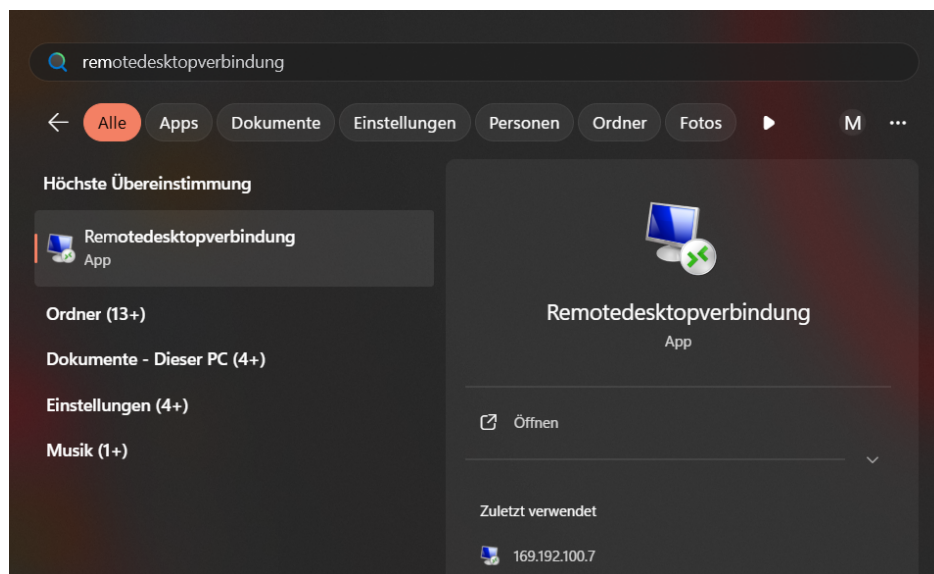 remotedesktopverbindung
Alle Apps Dokumente Einstellungen Personen Ordner Fotos M
Höchste Übereinstimmung
Remotedesktopverbindung
App
Ordner (13+)
Dokumente - Dieser PC (4+)
Einstellungen (4+)
Musik (1+)
Remotedesktopverbindung
App
Öffnen
Zuletzt verwendet
169.192.100.7